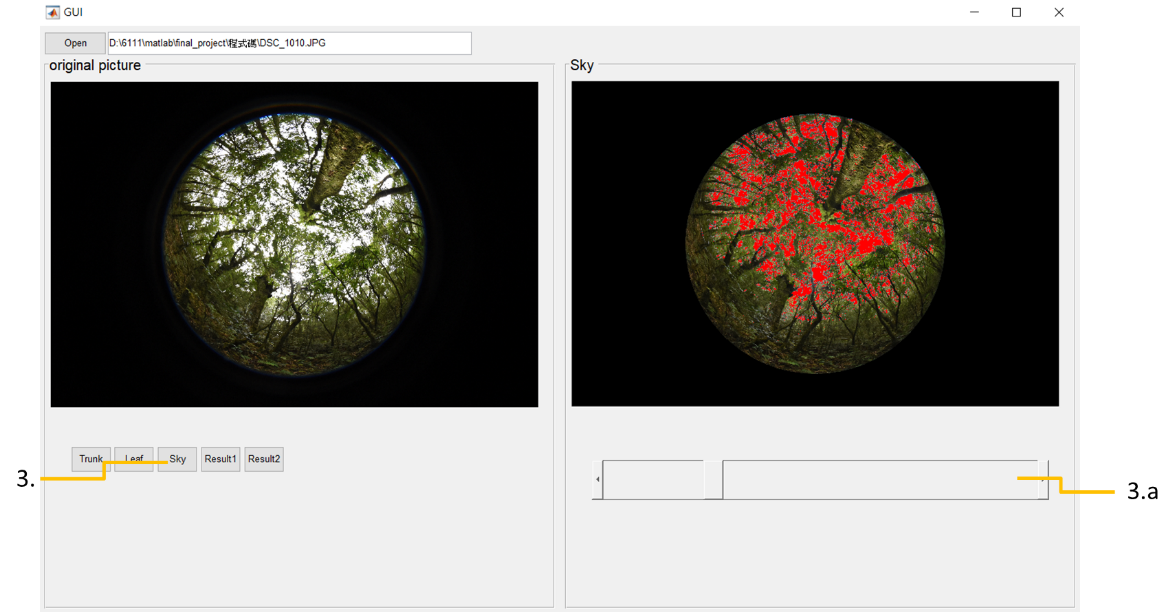 GUI
Open
D:\6111\matlab\final_project\程式碼\DSC_1010.JPG
original picture
Sky
Trunk
Leaf
Sky
Result1
Result2
3.
3.a